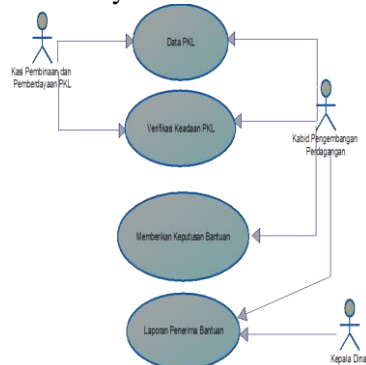 Data PKL
Kasi Pembinaan dan
Pemberdayaan PKL
Verifikasi Keadaan PKL
Kabid Pengembangan
Perdagangan
Memberikan Keputusan Bantuan
Laporan Penerima Bantuan
Kepala Dina